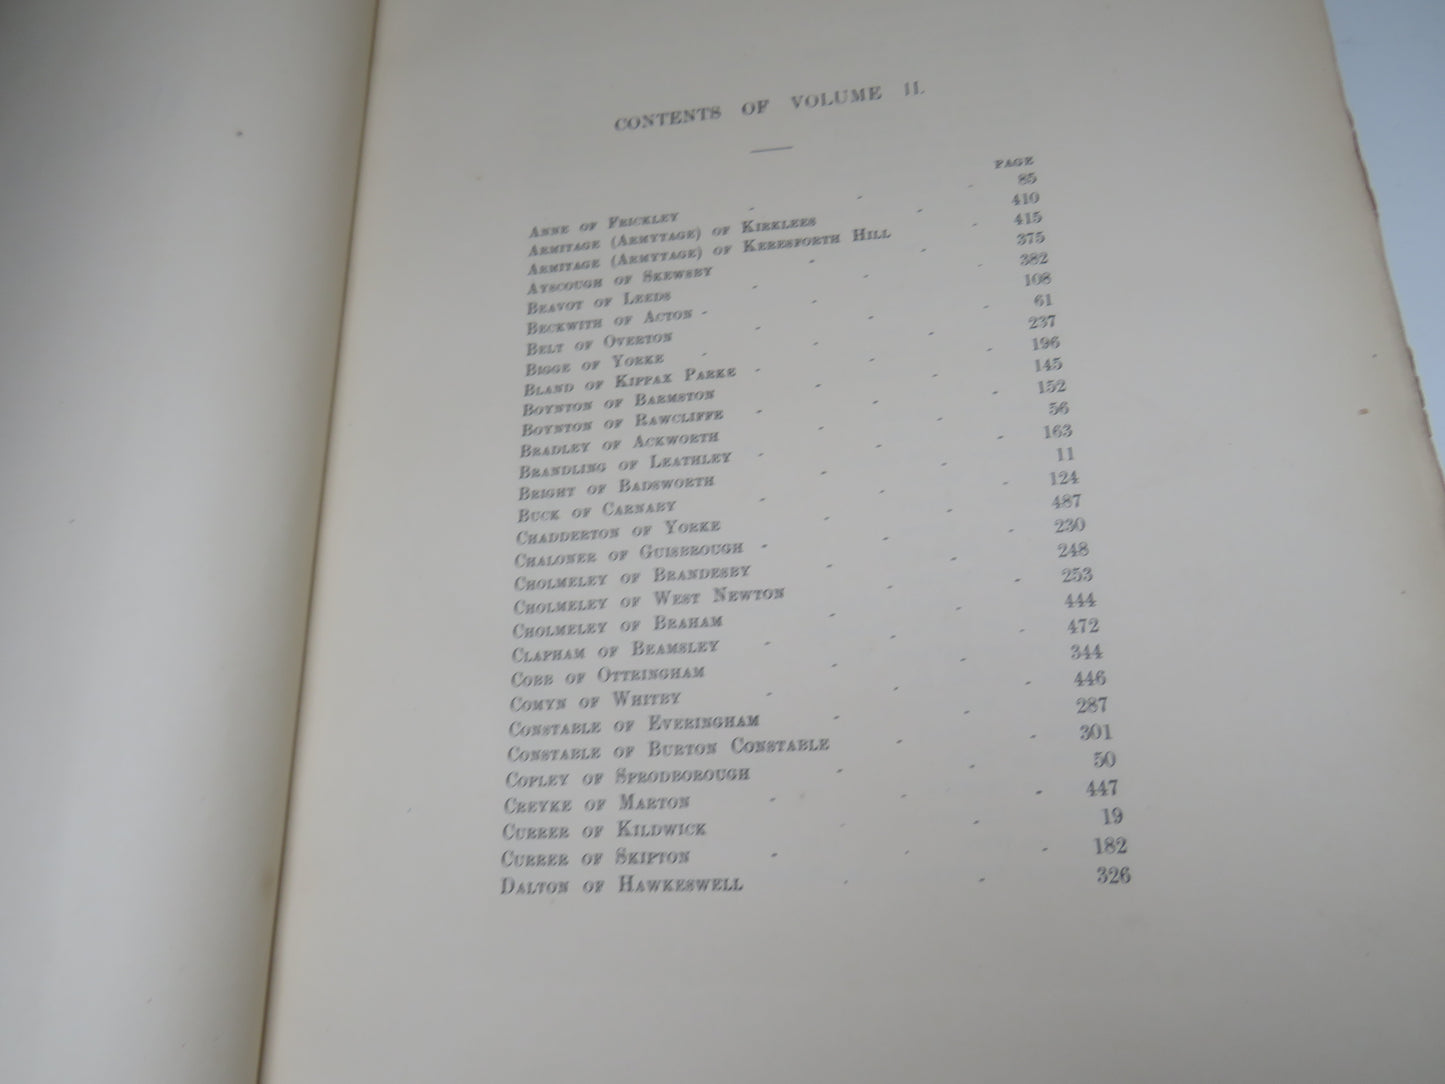 CONTENTS OF VOLUME II.
PAGE
ANNE OF FRICKLEY - - - 85
ARMITAGE (ARMYTAGE) OF KIRKLEES - 410
ARMITAGE (ARMYTAGE) OF KERESFORTH HILL - 415
AYSCOUGH OF SKEWSBY - - 375
BEAVOT OF LEEDS - - - 382
BECKWITH OF ACTON - - - 108
BELT OF OVERTON - - - 61
BIGGE OF YORKE - - - - 237
BLAND OF KIPPAX PARKE - - - 196
BOYNTON OF BARMSTON - - 145
BOYNTON OF RAWCLIFFE - - - 152
BRADLEY OF ACKWORTH - - 56
BRANDLING OF LEATHLEY - - - 163
BRIGHT OF BADSWORTH - - 11
BUCK OF CARNABY - - - 124
CHADDERTON OF YORKE - - 487
CHALONER OF GUISBROUGH - - - 230
CHOLMELEY OF BRANDESBY - - 248
CHOLMELEY OF WEST NEWTON - - 253
CHOLMELEY OF BRAHAM - - 444
CLAPHAM OF BEAMSLEY - - - 472
COBB OF OTTRINGHAM - - 344
COMYN OF WHITBY - - - 446
CONSTABLE OF EVERINGHAM - - 287
CONSTABLE OF BURTON CONSTABLE - - 301
COPLEY OF SPRODBOROUGH - - 50
CREYKE OF MARTON - - - 447
CURRER OF KILDWICK - - 19
CURRER OF SKIPTON - - - 182
DALTON OF HAWKESWELL - - 326